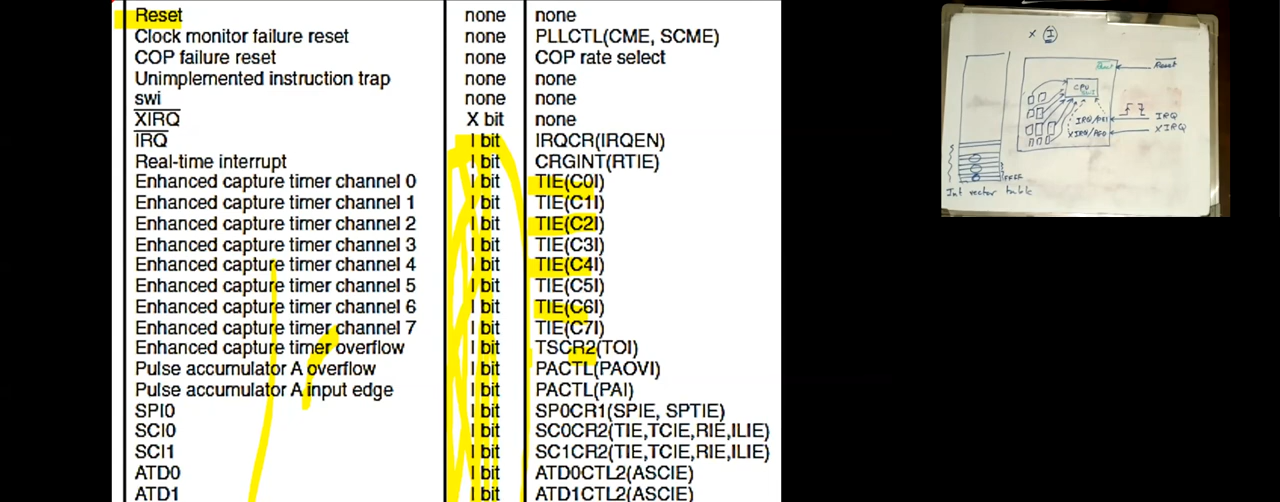 Reset none none
Clock monitor failure reset none PLLCTL(CME, SCME)
COP failure reset none COP rate select
Unimplemented instruction trap none none
swi none none
XIRQ X bit none
IRQ I bit IRQCR(IRQEN)
Real-time interrupt I bit CRGINT(RTIE)
Enhanced capture timer channel 0 I bit TIE(C0I)
Enhanced capture timer channel 1 I bit TIE(C1I)
Enhanced capture timer channel 2 I bit TIE(C2I)
Enhanced capture timer channel 3 I bit TIE(C3I)
Enhanced capture timer channel 4 I bit TIE(C4I)
Enhanced capture timer channel 5 I bit TIE(C5I)
Enhanced capture timer channel 6 I bit TIE(C6I)
Enhanced capture timer channel 7 I bit TIE(C7I)
Enhanced capture timer overflow I bit TSCR2(TOI)
Pulse accumulator A overflow I bit PACTL(PAOVI)
Pulse accumulator A input edge I bit PACTL(PAI)
SPI0 I bit SP0CR1(SPIE, SPTIE)
SCI0 I bit SC0CR2(TIE,TCIE,RIE,ILIE)
SCI1 I bit SC1CR2(TIE,TCIE,RIE,ILIE)
ATD0 I bit ATD0CTL2(ASCIE)
ATD1 I bit ATD1CTL2(ASCIE)
X I
Reset
CPU
IRQ/PE1 IRQ
XIRQ/PE0 XIRQ
Int vector table